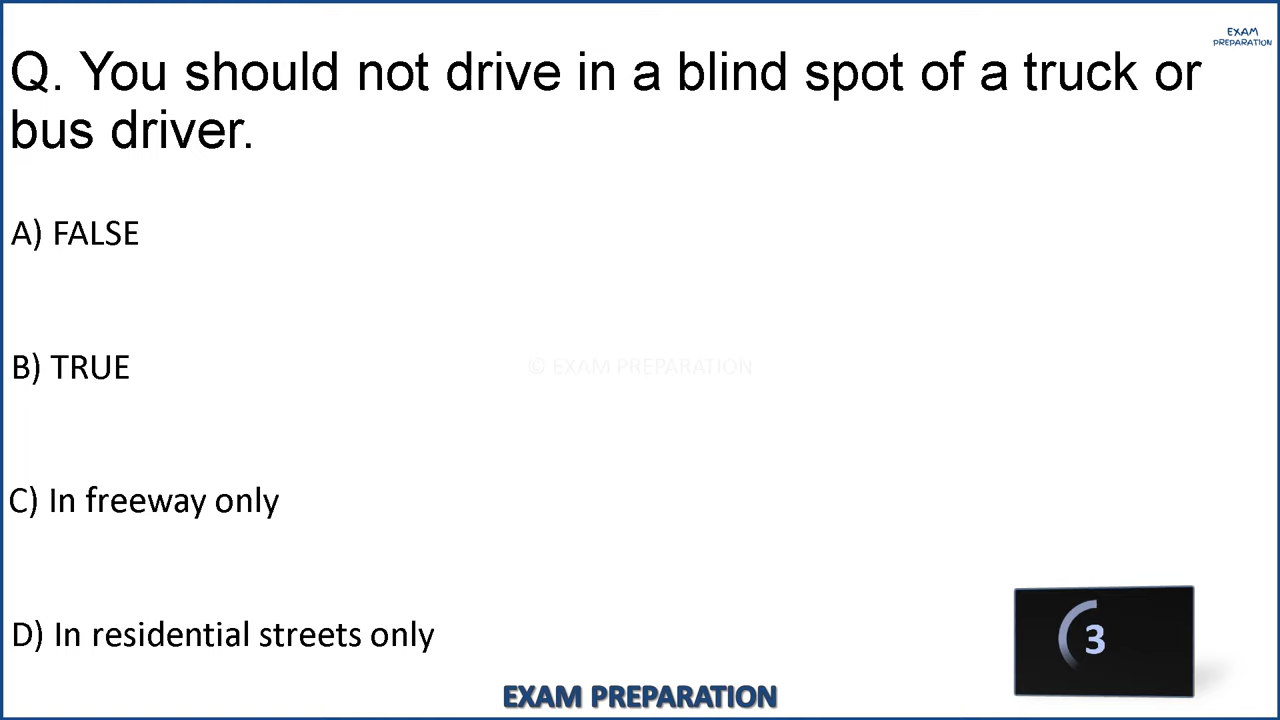 EXAM
PREPARATION
Q. You should not drive in a blind spot of a truck or
bus driver.
A) FALSE
B) TRUE
© EXAM PREPARATION
C) In freeway only
D) In residential streets only
3
EXAM PREPARATION